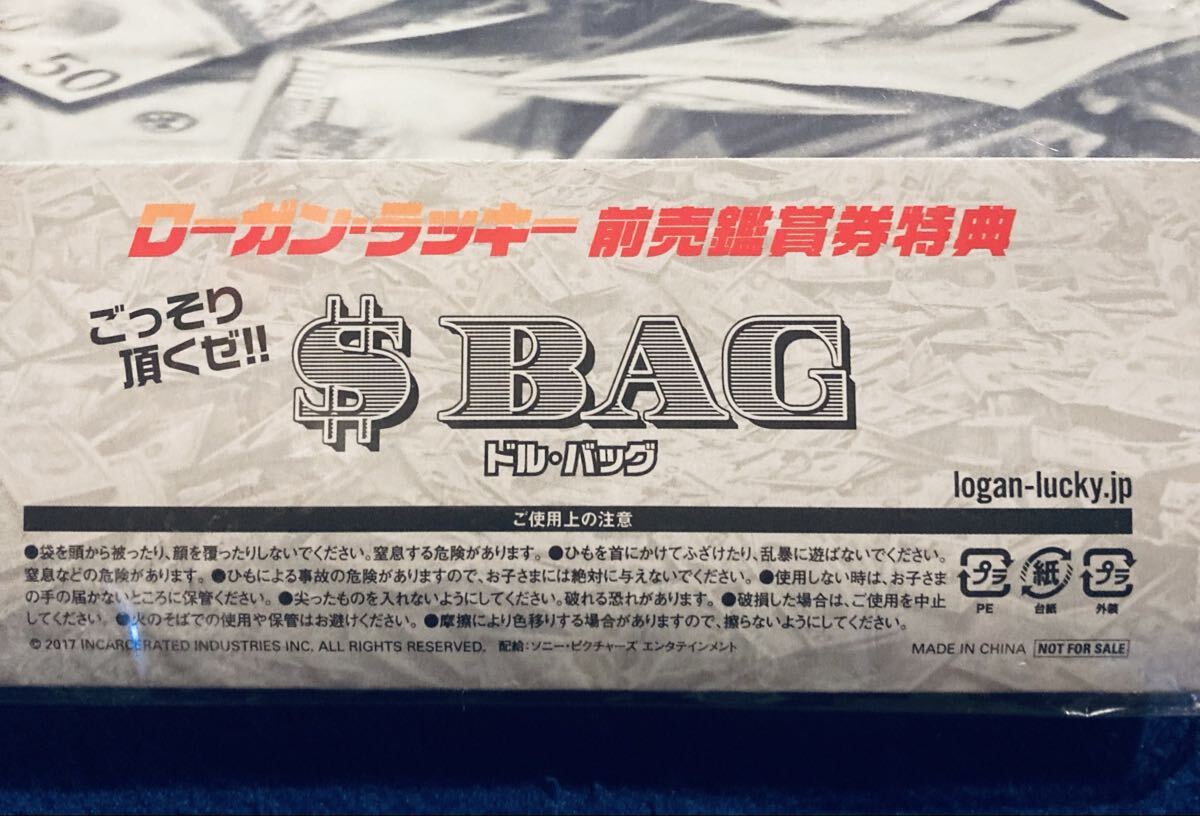 50
ローガン・ラッキー 前売鑑賞券特典
ごっそり
頂くゼ!!
$ BAG
ドル・バッグ
logan-lucky.jp
ご使用上の注意
●袋を頭から被ったり、顔を覆ったりしないでください。窒息する危険があります。 ●ひもを首にかけてふざけたり、乱暴に遊ばないでください。
窒息などの危険があります。 ●ひもによる事故の危険がありますので、お子さまには絶対に与えないでください。 ●使用しない時は、お子さま
の手の届かないところに保管ください。 ●尖ったものを入れないようにしてください。破れる恐れがあります。 ●破損した場合は、ご使用を中止
してください。 ●火のそばでの使用や保管はお避けください。 ●摩擦により色移りする場合がありますので、擦らないようにしてください。
プラ 紙 プラ
PE 台紙 外装
© 2017 INCARCERATED INDUSTRIES INC. ALL RIGHTS RESERVED. 配給：ソニー・ピクチャーズ エンタテインメント
MADE IN CHINA NOT FOR SALE